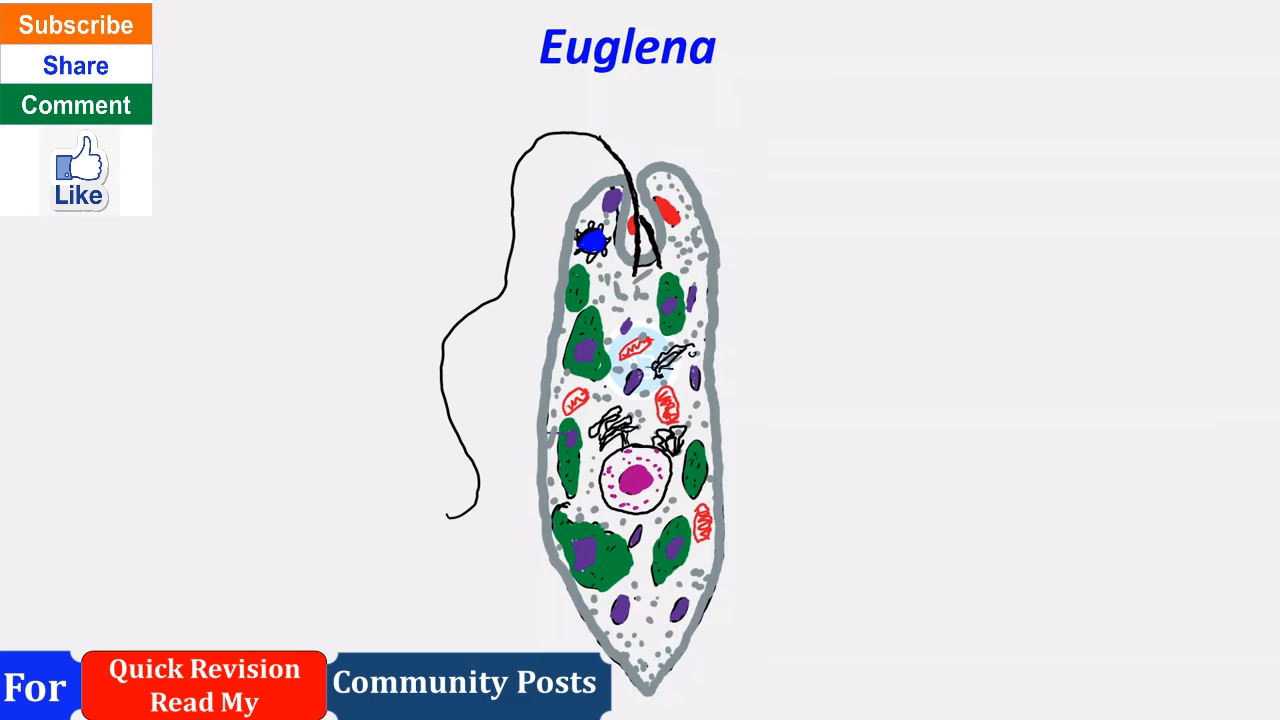 Subscribe
Share
Comment
Like
Euglena
For
Quick Revision
Read My
Community Posts